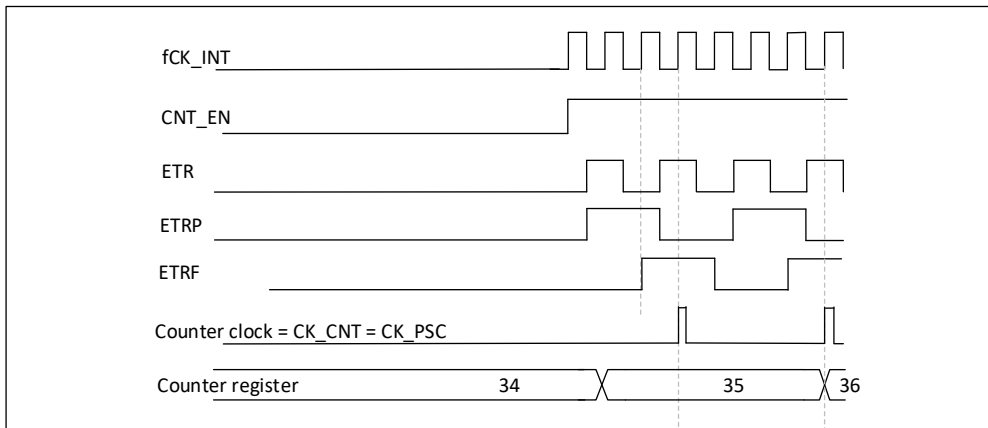 fCK_INT
CNT_EN
ETR
ETRP
ETRF
Counter clock = CK_CNT = CK_PSC
Counter register 34 35 36